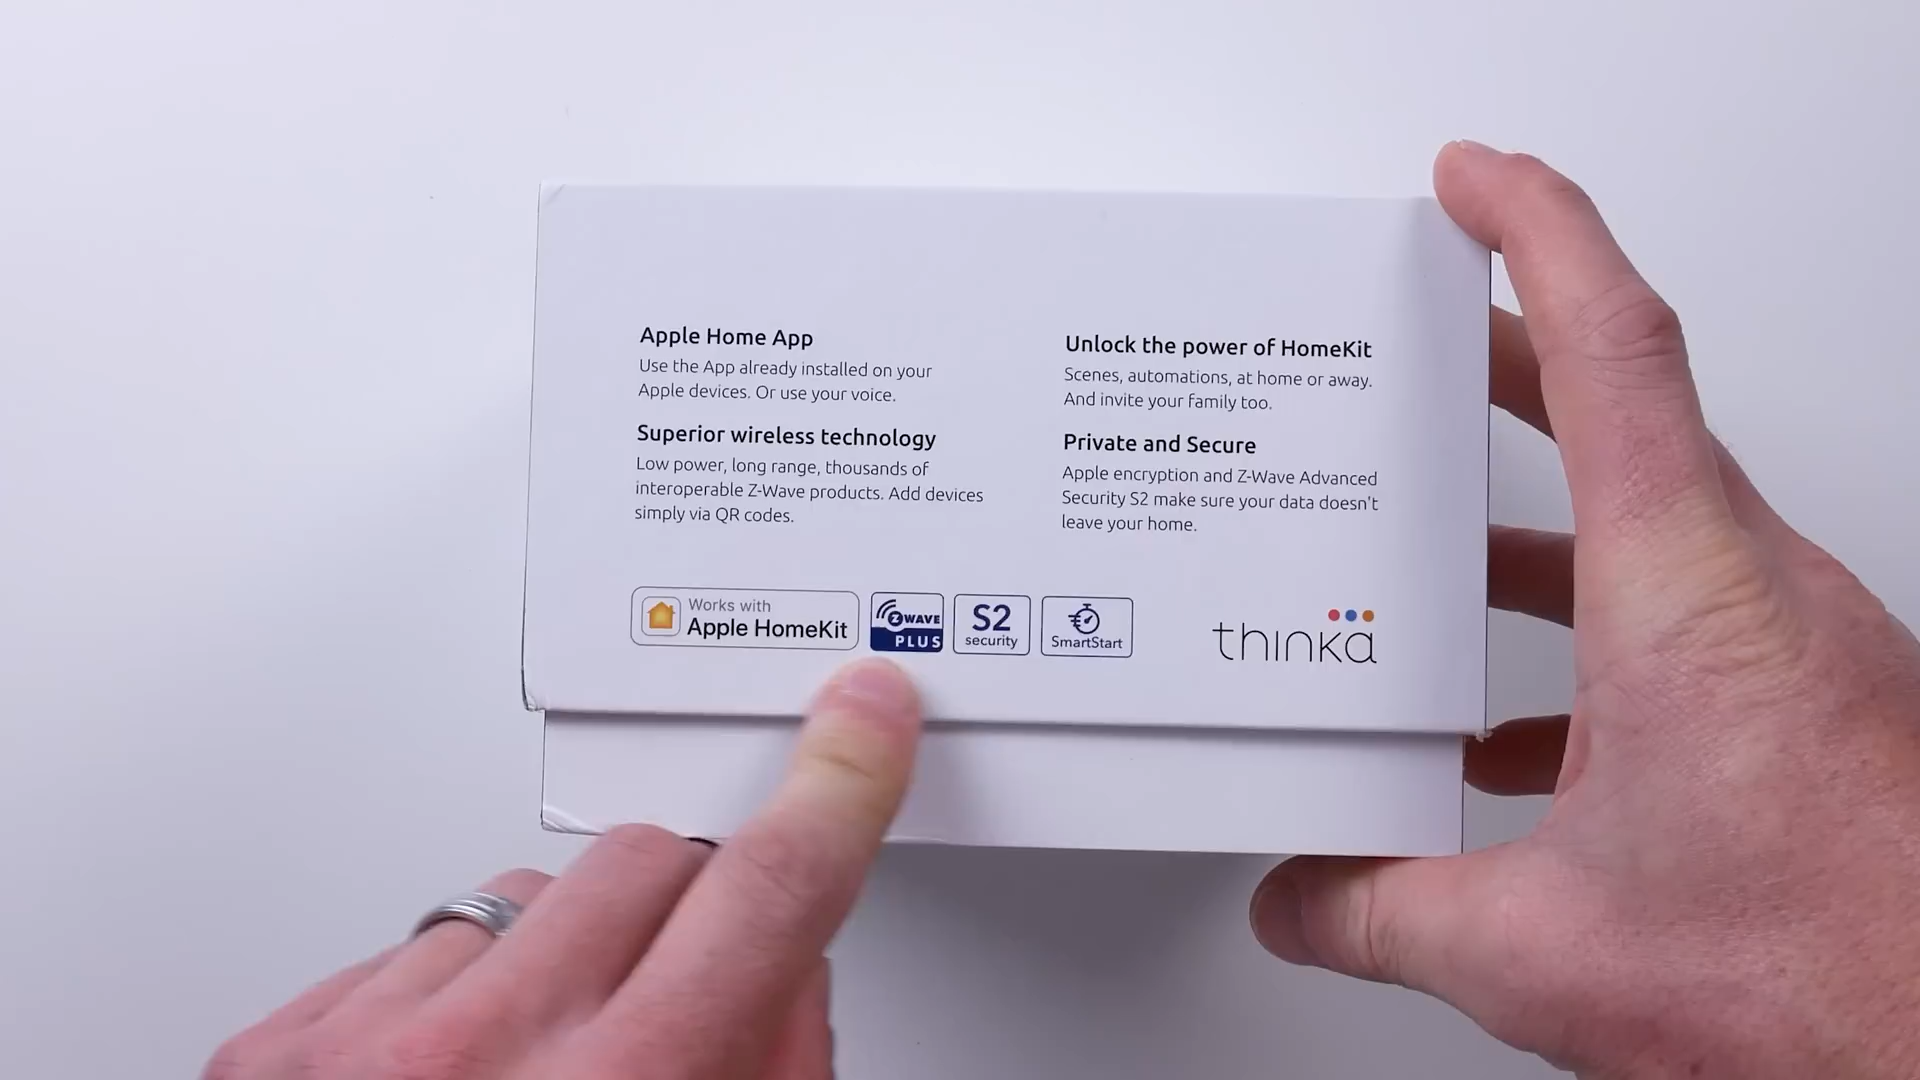 Apple Home App
Use the App already installed on your
Apple devices. Or use your voice.
Superior wireless technology
Low power, long range, thousands of
interoperable Z-Wave products. Add devices
simply via QR codes.
Unlock the power of HomeKit
Scenes, automations, at home or away.
And invite your family too.
Private and Secure
Apple encryption and Z-Wave Advanced
Security S2 make sure your data doesn't
leave your home.
Works with
Apple HomeKit
Z WAVE
PLUS
S2
security
SmartStart
thinka